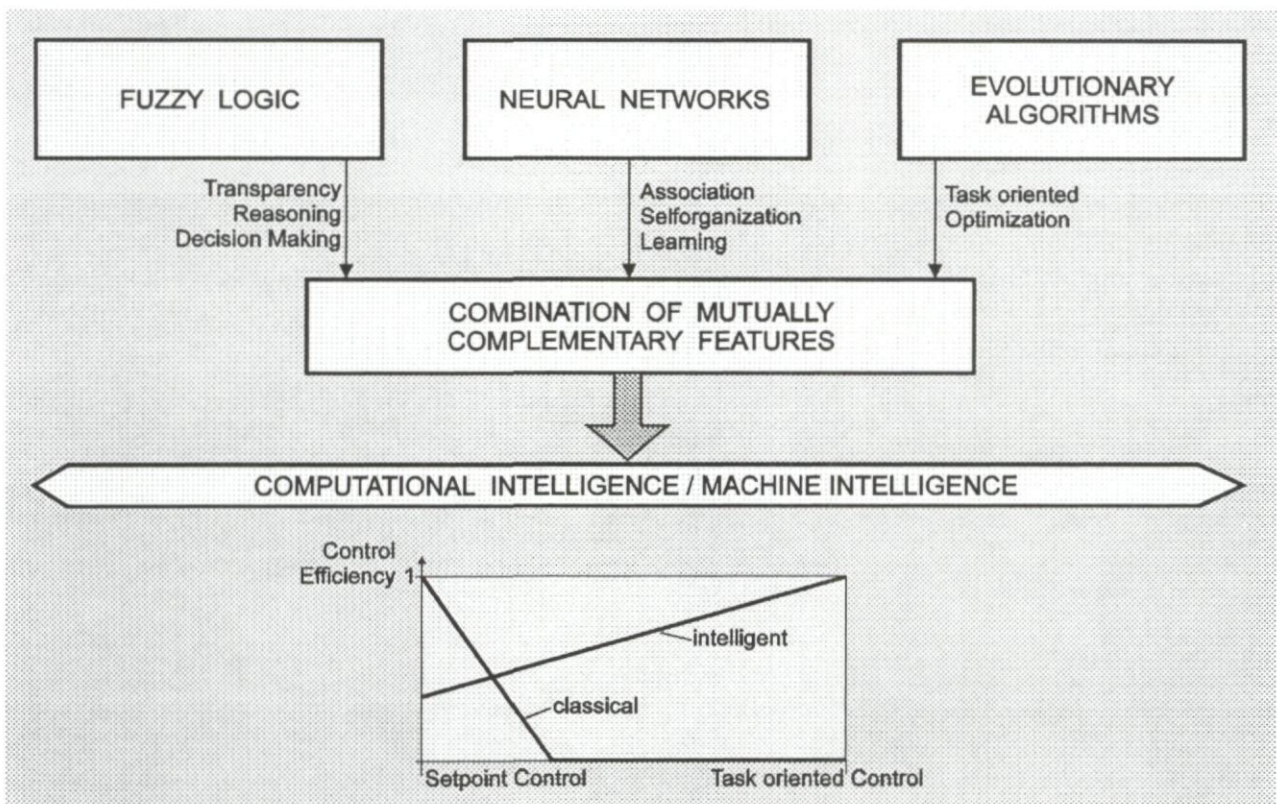 FUZZY LOGIC
NEURAL NETWORKS
EVOLUTIONARY
ALGORITHMS
Transparency
Reasoning
Decision Making
Association
Selforganization
Learning
Task oriented
Optimization
COMBINATION OF MUTUALLY
COMPLEMENTARY FEATURES
COMPUTATIONAL INTELLIGENCE / MACHINE INTELLIGENCE
Control
Efficiency 1
intelligent
classical
Setpoint Control
Task oriented Control